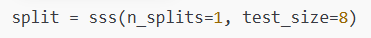 split = sss(n_splits=1, test_size=8)